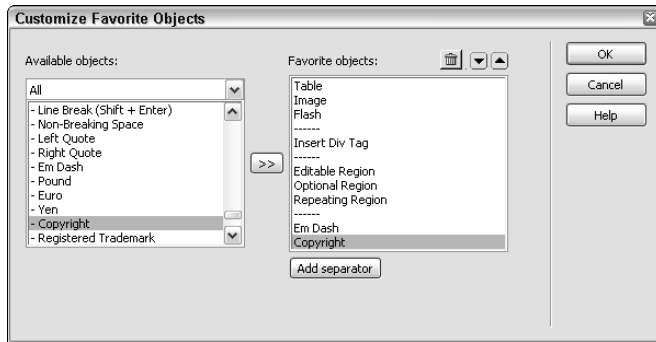 Customize Favorite Objects
Available objects:
All
- Line Break (Shift + Enter)
- Non-Breaking Space
- Left Quote
- Right Quote
- Em Dash
- Pound
- Euro
- Yen
- Copyright
- Registered Trademark
>>
Favorite objects:
Table
Image
Flash
------
Insert Div Tag
------
Editable Region
Optional Region
Repeating Region
------
Em Dash
Copyright
Add separator
OK
Cancel
Help